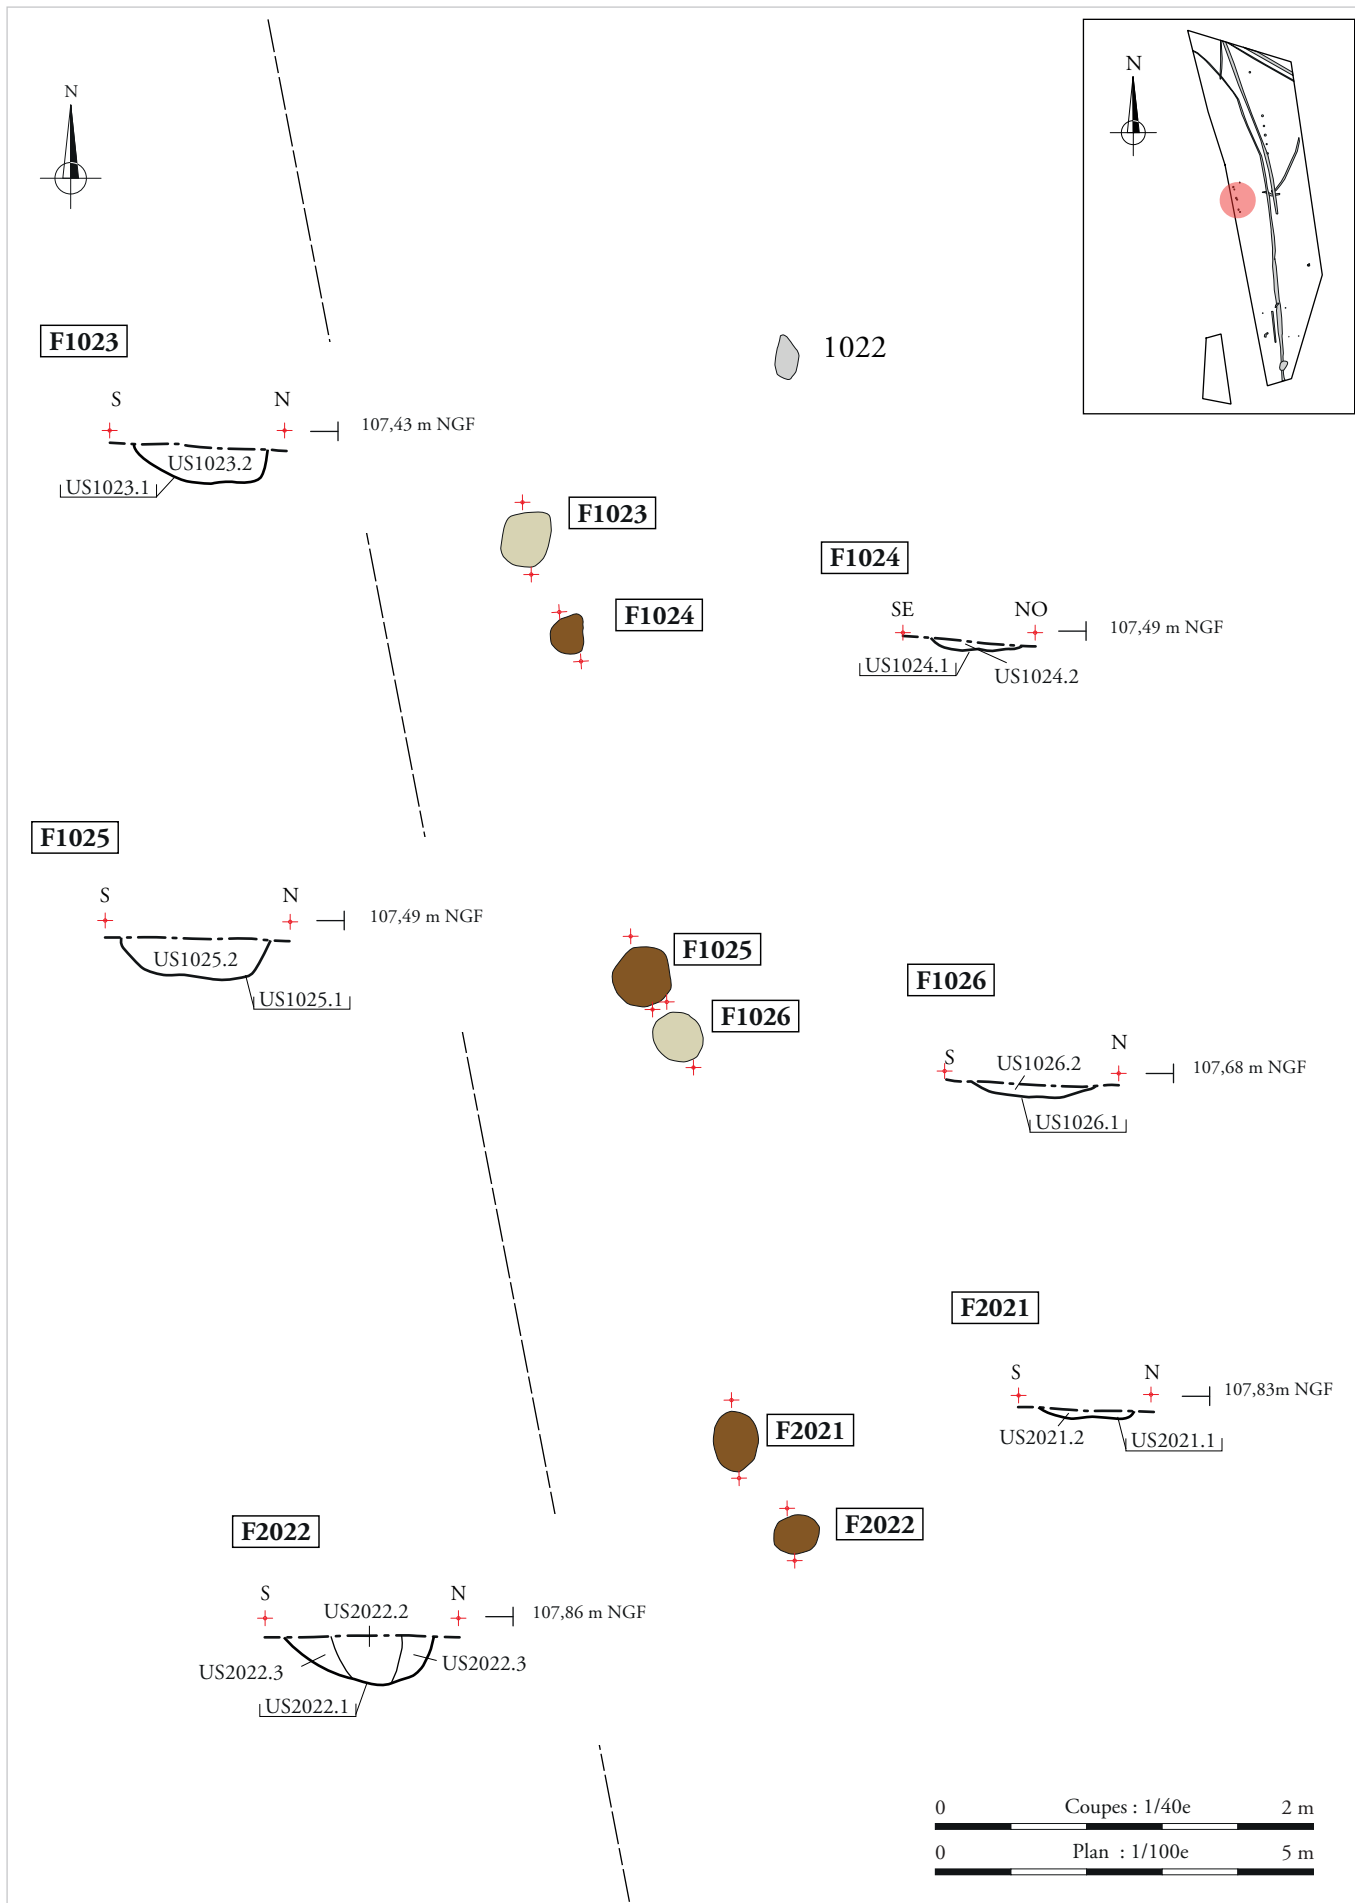 N
N
F1023
S N
107,43 m NGF
US1023.2
US1023.1
1022
F1023
F1024
F1024
SE NO
107,49 m NGF
US1024.1
US1024.2
F1025
S N
107,49 m NGF
US1025.2
US1025.1
F1025
F1026
F1026
S N
107,68 m NGF
US1026.2
US1026.1
F2021
S N
107,83m NGF
US2021.2
US2021.1
F2021
F2022
F2022
S N
107,86 m NGF
US2022.2
US2022.3
US2022.3
US2022.1
0 Coupes : 1/40e 2 m
0 Plan : 1/100e 5 m